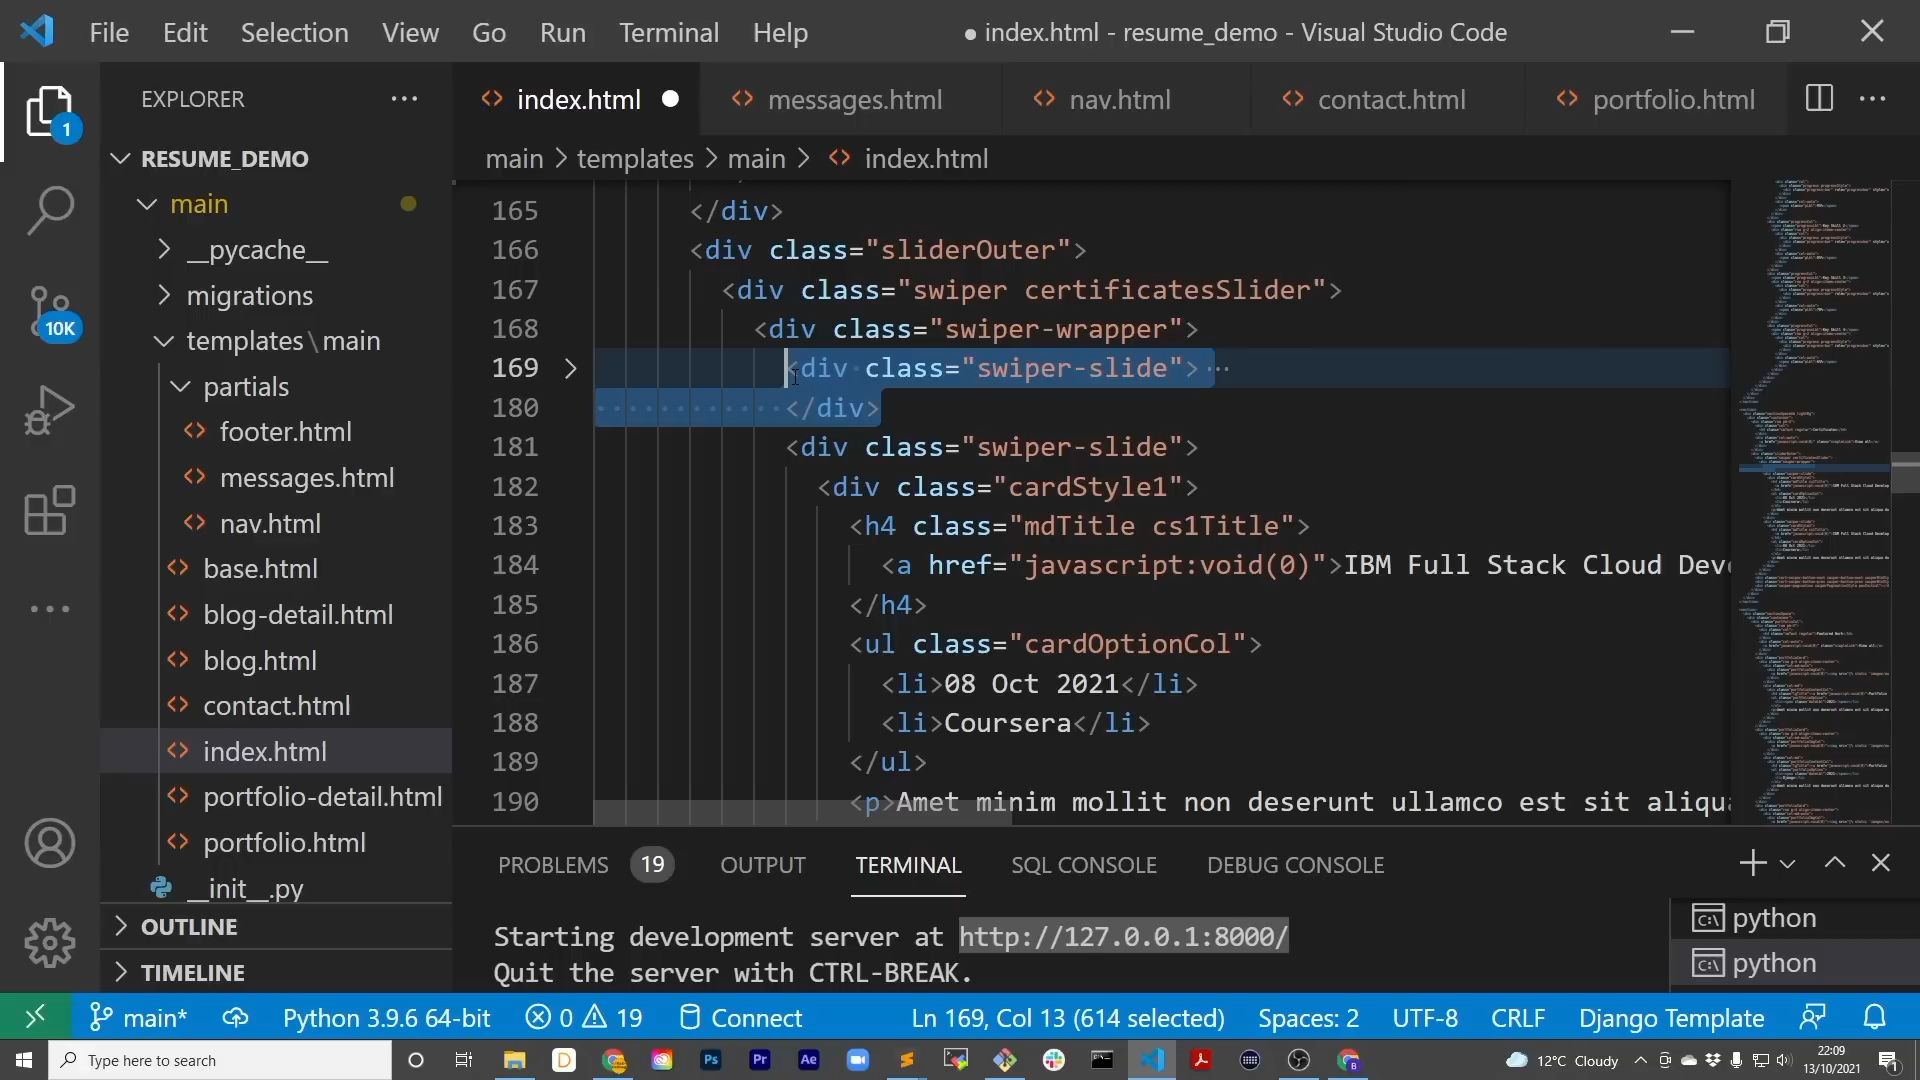 File Edit Selection View Go Run Terminal Help
● index.html - resume_demo - Visual Studio Code
EXPLORER
1
RESUME_DEMO
main
__pycache__
migrations
10K
templates\main
partials
footer.html
messages.html
nav.html
base.html
blog-detail.html
blog.html
contact.html
index.html
portfolio-detail.html
portfolio.html
__init__.py
OUTLINE
TIMELINE
index.html messages.html nav.html contact.html portfolio.html
main > templates > main > index.html
165 </div>
166 <div class="sliderOuter">
167 <div class="swiper certificatesSlider">
168 <div class="swiper-wrapper">
169 <div class="swiper-slide">
180 </div>
181 <div class="swiper-slide">
182 <div class="cardStyle1">
183 <h4 class="mdTitle cs1Title">
184 <a href="javascript:void(0)">IBM Full Stack Cloud
185 </h4>
186 <ul class="cardOptionCol">
187 <li>08 Oct 2021</li>
188 <li>Coursera</li>
189 </ul>
190 <p>Amet minim mollit non deserunt ullamco est sit
PROBLEMS 19 OUTPUT TERMINAL SQL CONSOLE DEBUG CONSOLE
Starting development server at http://127.0.0.1:8000/
Quit the server with CTRL-BREAK.
python
python
main* Python 3.9.6 64-bit 0 19 Connect Ln 169, Col 13 (614 selected) Spaces: 2 UTF-8 CRLF Django Template
Type here to search
Ps Pr Ae
12°C Cloudy
22:09
13/10/2021
1